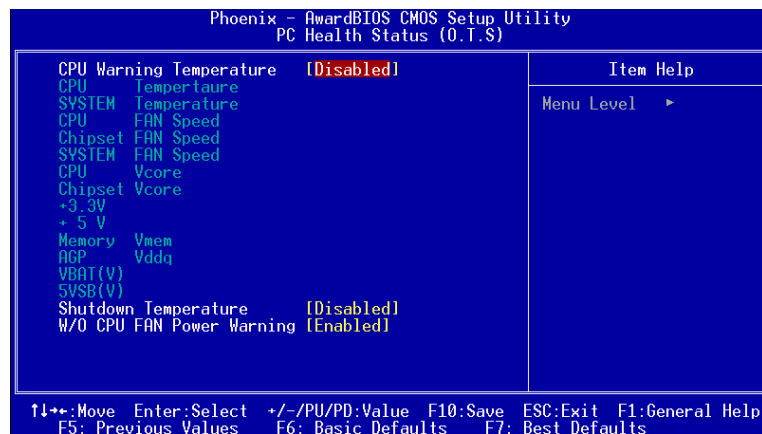 Phoenix - AwardBIOS CMOS Setup Utility
PC Health Status (O.T.S)
CPU Warning Temperature [Disabled]
CPU Tempertaure
SYSTEM Temperature
CPU FAN Speed
Chipset FAN Speed
SYSTEM FAN Speed
CPU Vcore
Chipset Vcore
+3.3V
+ 5 V
Memory Vmem
AGP Vddq
VBAT(V)
5VSB(V)
Shutdown Temperature [Disabled]
W/O CPU FAN Power Warning [Enabled]
Item Help
Menu Level ►
↑↓→←:Move Enter:Select +/-/PU/PD:Value F10:Save ESC:Exit F1:General Help
F5: Previous Values F6: Basic Defaults F7: Best Defaults